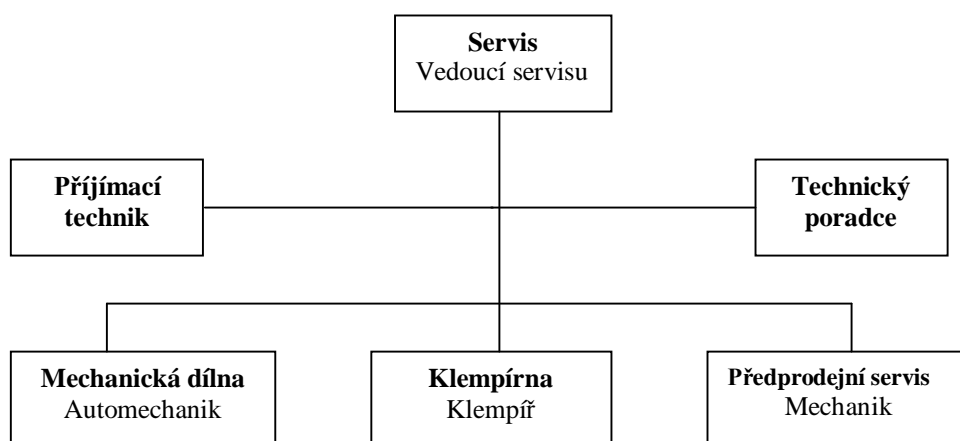 Servis
Vedoucí servisu
Příjímací
technik
Technický
poradce
Mechanická dílna
Automechanik
Klempírna
Klempíř
Předprodejní servis
Mechanik